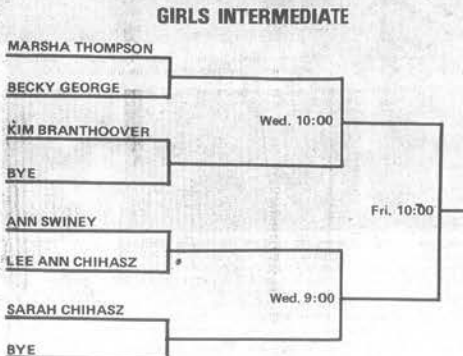 GIRLS INTERMEDIATE
MARSHA THOMPSON
BECKY GEORGE
Wed. 10:00
KIM BRANTHOOVER
BYE
Fri. 10:00
ANN SWINEY
LEE ANN CHIHASZ
Wed. 9:00
SARAH CHIHASZ
BYE